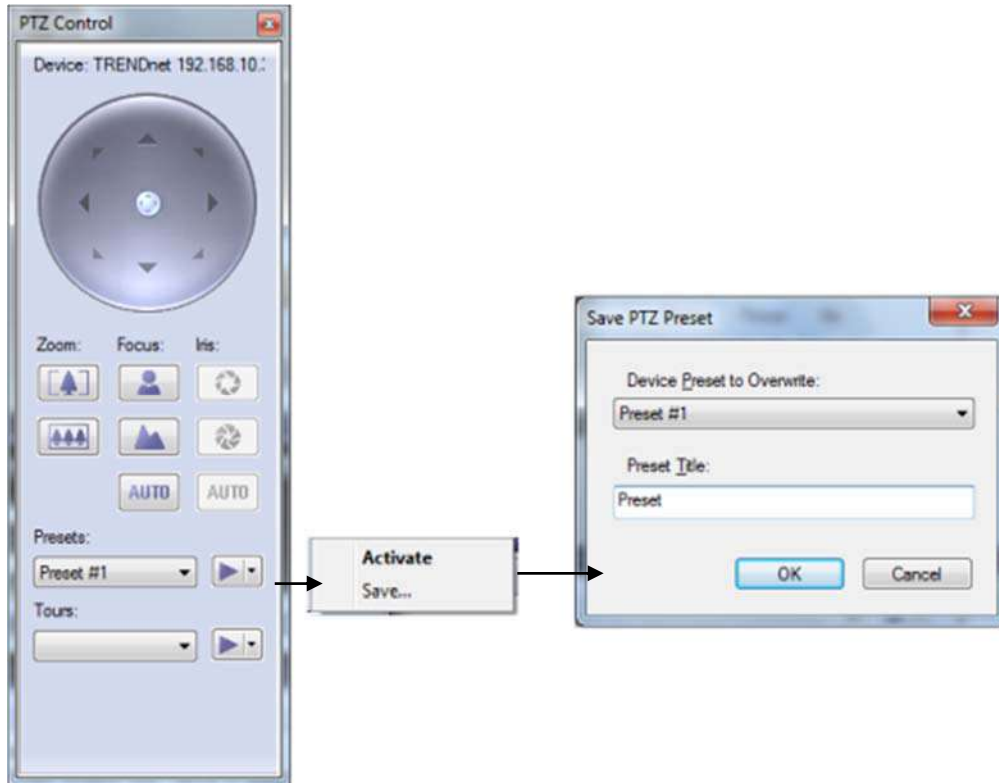 PTZ Control
Device: TRENDnet 192.168.10.
Zoom: Focus: Iris:
AUTO AUTO
Presets:
Preset #1
Tours:
Activate
Save...
Save PTZ Preset
Device Preset to Overwrite:
Preset #1
Preset Title:
Preset
OK Cancel